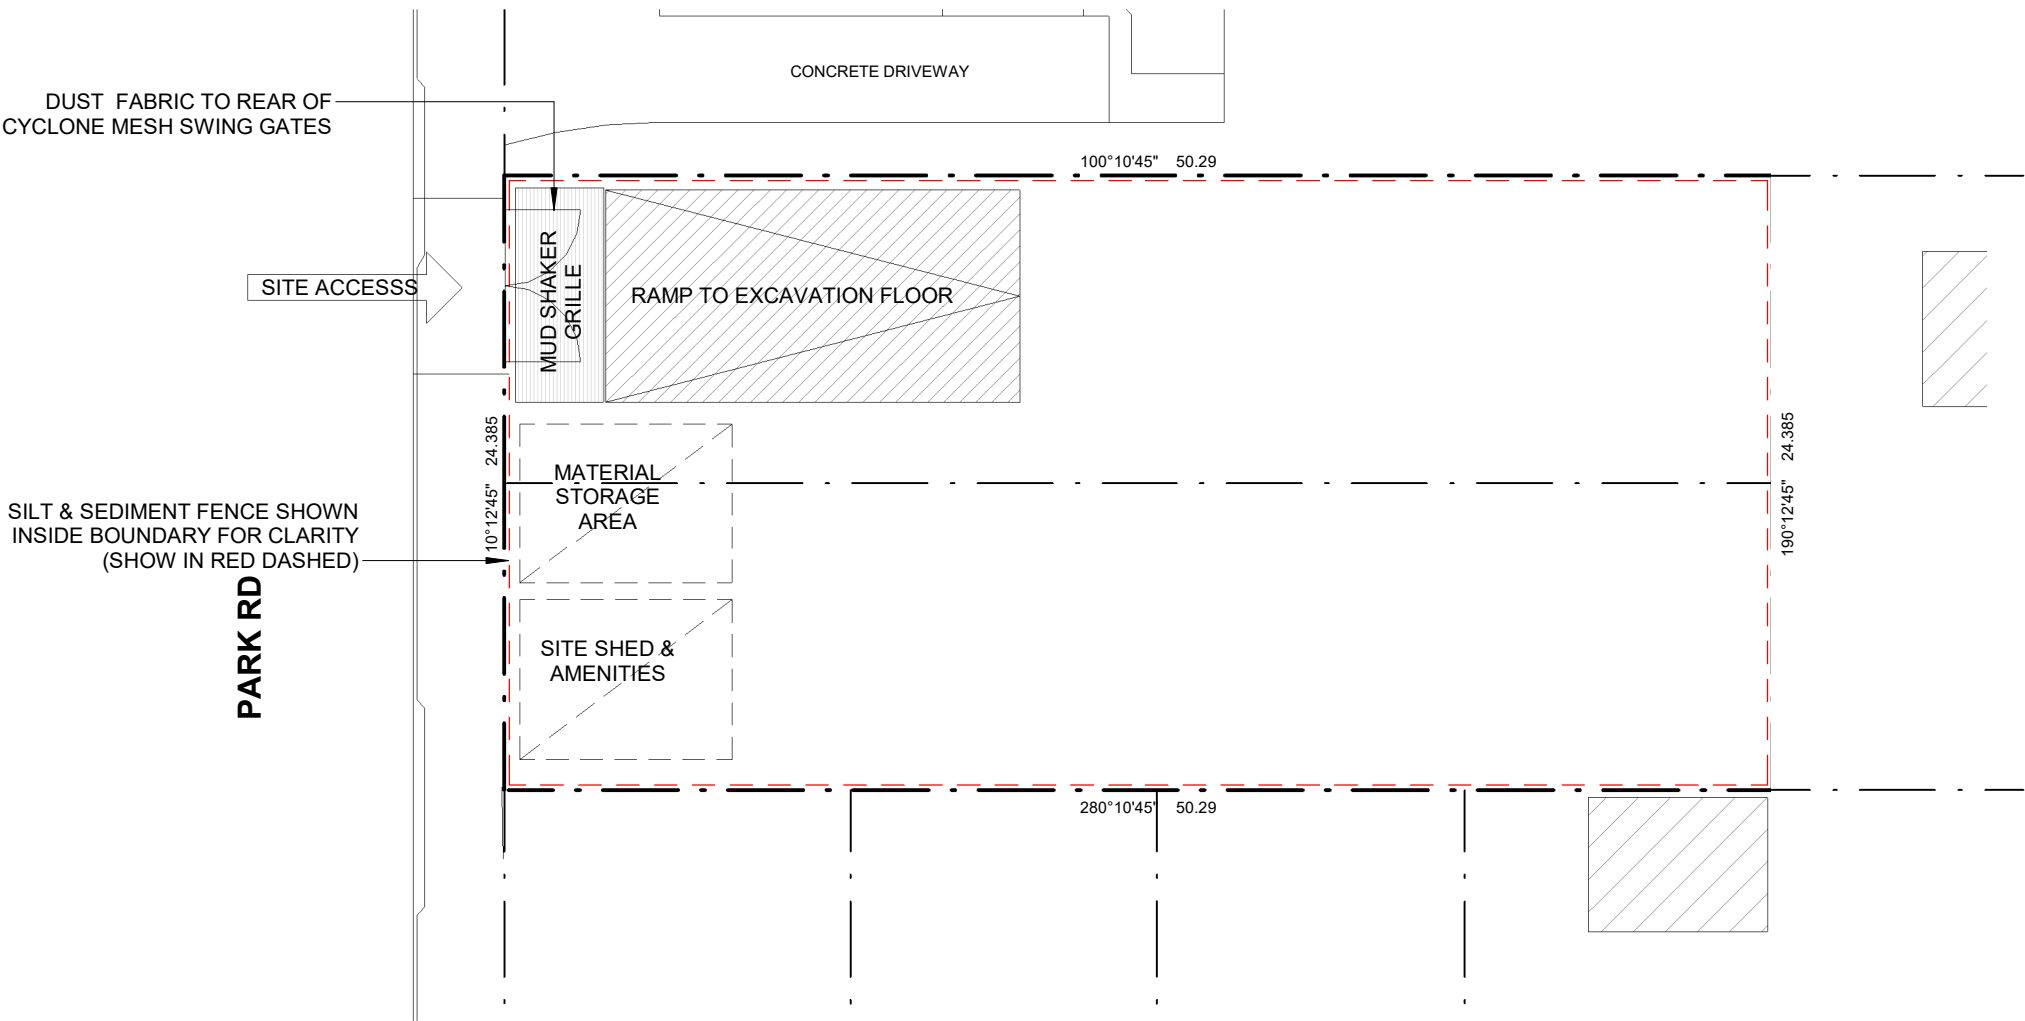 CONCRETE DRIVEWAY
DUST FABRIC TO REAR OF
CYCLONE MESH SWING GATES
100°10'45" 50.29
SITE ACCESSS
MUD SHAKER
GRILLE
RAMP TO EXCAVATION FLOOR
10°12'45" 24.385
190°12'45" 24.385
MATERIAL
STORAGE
AREA
SILT & SEDIMENT FENCE SHOWN
INSIDE BOUNDARY FOR CLARITY
(SHOW IN RED DASHED)
PARK RD
SITE SHED &
AMENITIES
280°10'45" 50.29